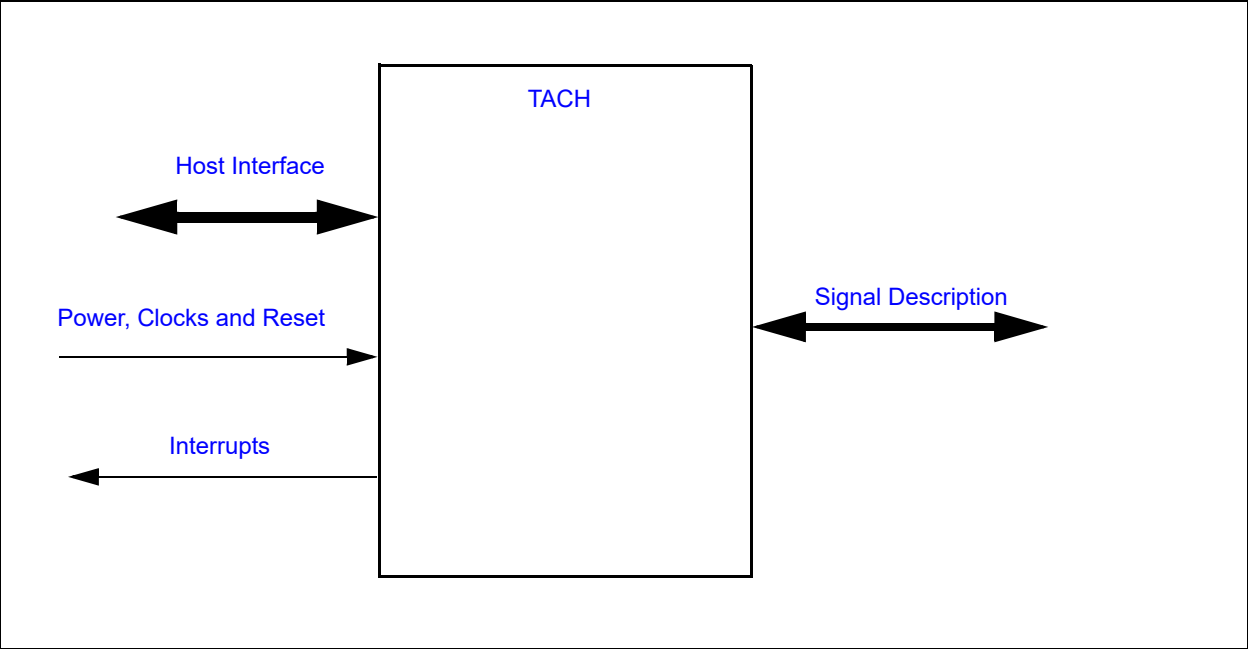 TACH
Host Interface
Signal Description
Power, Clocks and Reset
Interrupts